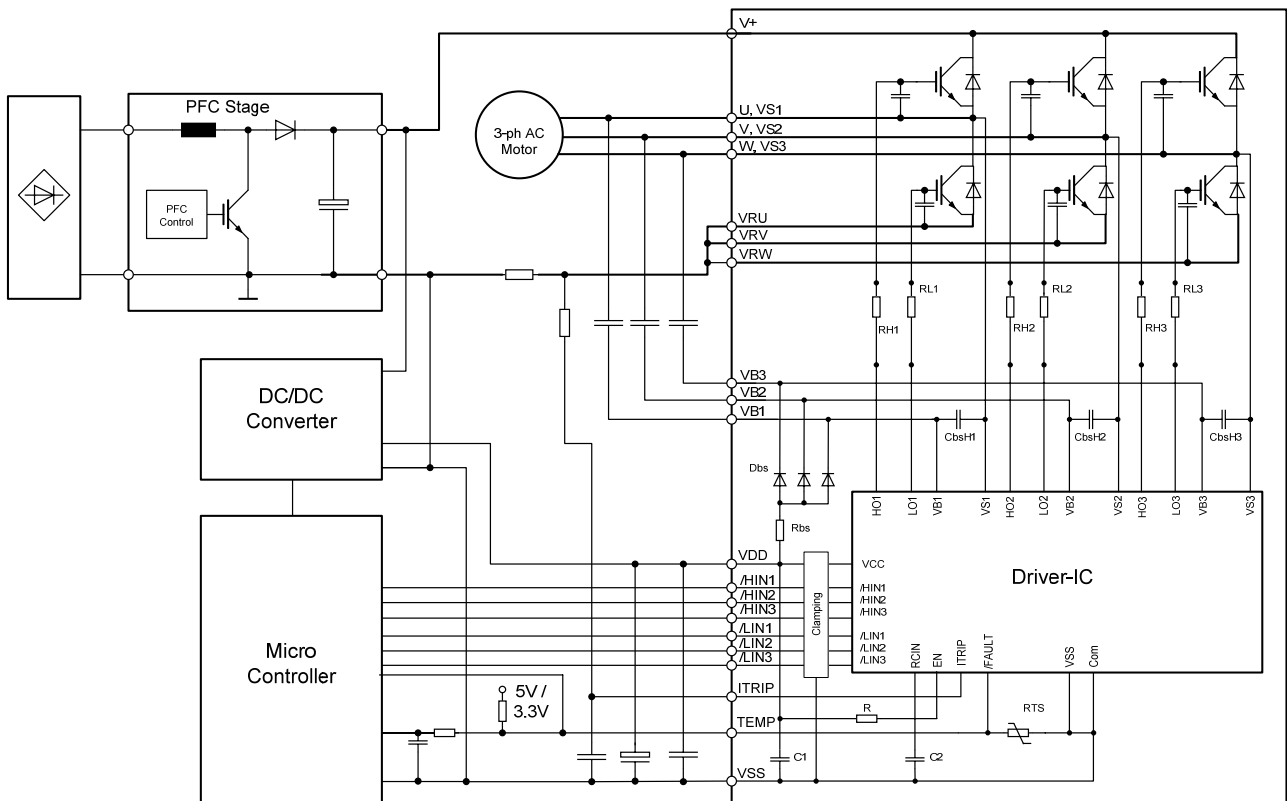 V+
PFC Stage
PFC
Control
3-ph AC
Motor
U, VS1
V, VS2
W, VS3
VRU
VRV
VRW
RL1
RL2
RL3
RH1
RH2
RH3
DC/DC
Converter
VB3
VB2
VB1
CbsH1
CbsH2
CbsH3
Dbs
Rbs
HO1
LO1
VB1
VS1
HO2
LO2
VB2
VS2
HO3
LO3
VB3
VS3
VDD
/HIN1
/HIN2
/HIN3
/LIN1
/LIN2
/LIN3
Clamping
VCC
/HIN1
/HIN2
/HIN3
/LIN1
/LIN2
/LIN3
Driver-IC
RCIN
EN
ITRIP
/FAULT
VSS
Com
Micro
Controller
5V /
3.3V
ITRIP
TEMP
R
RTS
C1
C2
VSS